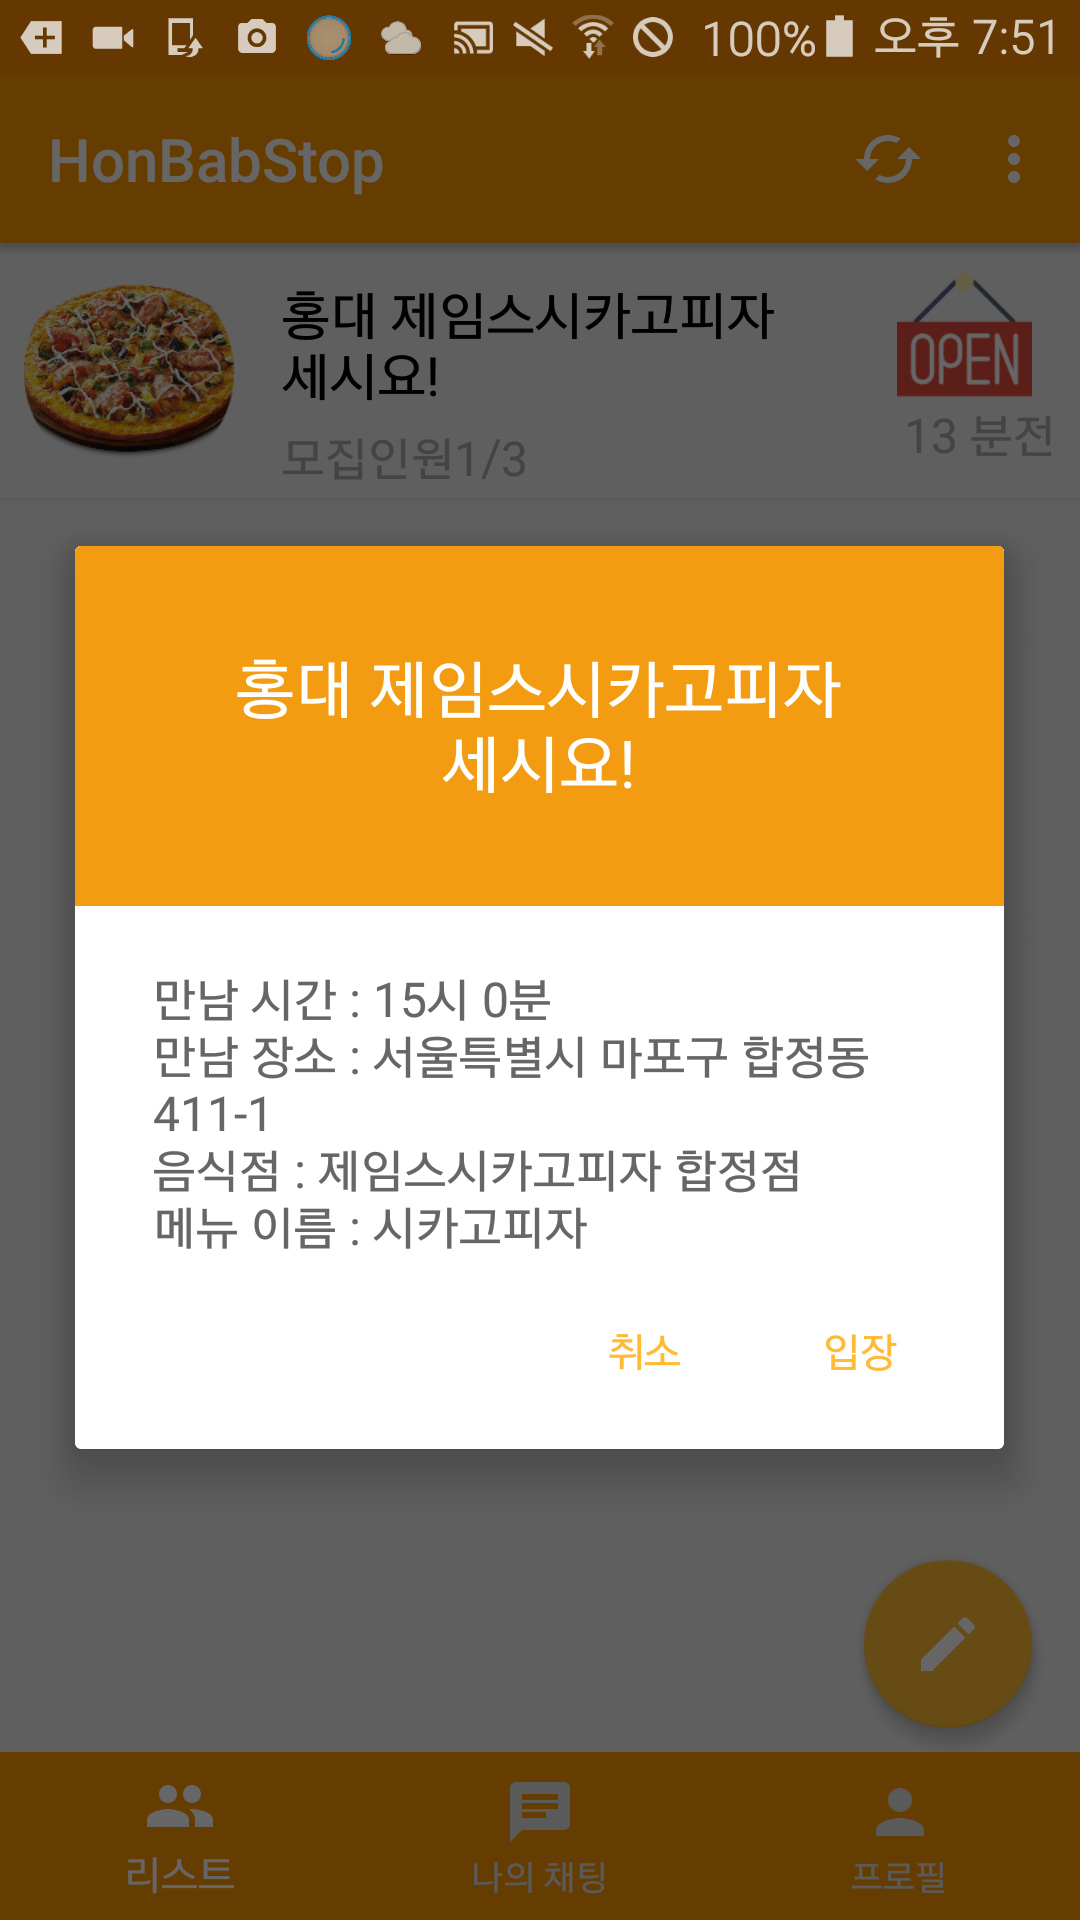 100% 오후 7:51
HonBabStop
홍대 제임스시카고피자
세시요!
모집인원1/3
OPEN
13 분전
홍대 제임스시카고피자
세시요!
만남 시간 : 15시 0분
만남 장소 : 서울특별시 마포구 합정동
411-1
음식점 : 제임스시카고피자 합정점
메뉴 이름 : 시카고피자
취소 입장
리스트 나의 채팅 프로필